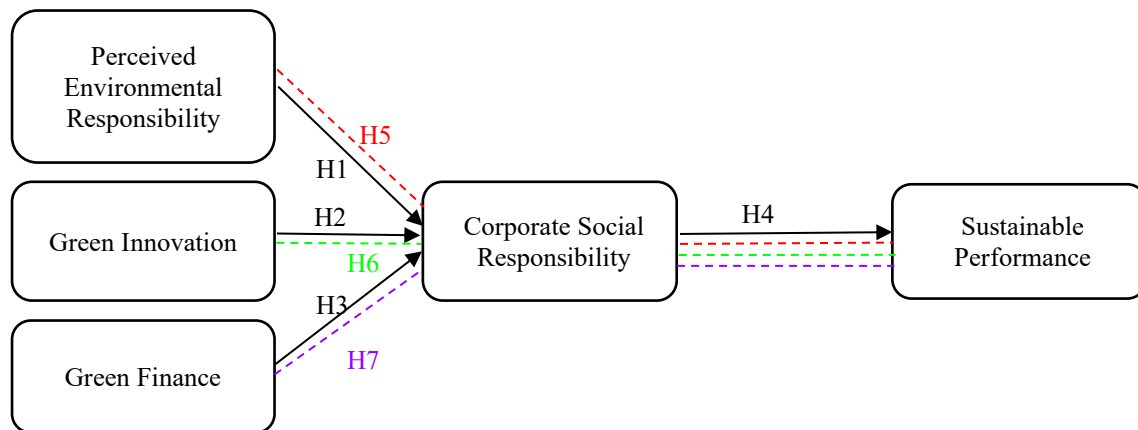 Perceived
Environmental
Responsibility
H5
H1
H2
H4
Green Innovation
Corporate Social
Responsibility
Sustainable
Performance
H6
H3
H7
Green Finance